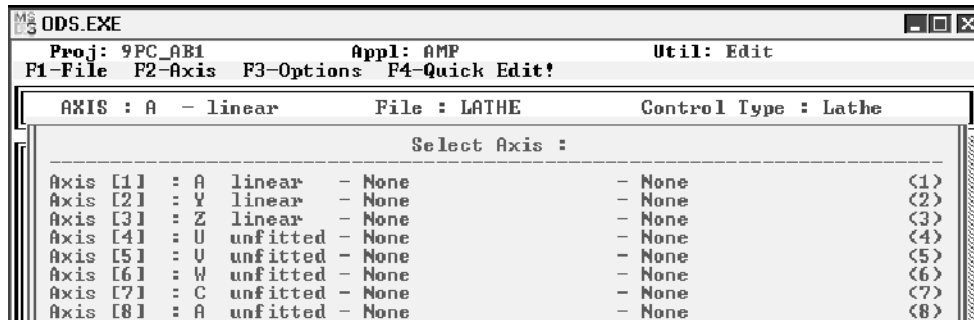 MS DS ODS.EXE
Proj: 9PC_AB1 Appl: AMP Util: Edit
F1-File F2-Axis F3-Options F4-Quick Edit!
AXIS : A - linear File : LATHE Control Type : Lathe
Select Axis :
Axis [1] : A linear - None - None (1)
Axis [2] : Y linear - None - None (2)
Axis [3] : Z linear - None - None (3)
Axis [4] : U unfitted - None - None (4)
Axis [5] : V unfitted - None - None (5)
Axis [6] : W unfitted - None - None (6)
Axis [7] : C unfitted - None - None (7)
Axis [8] : A unfitted - None - None (8)